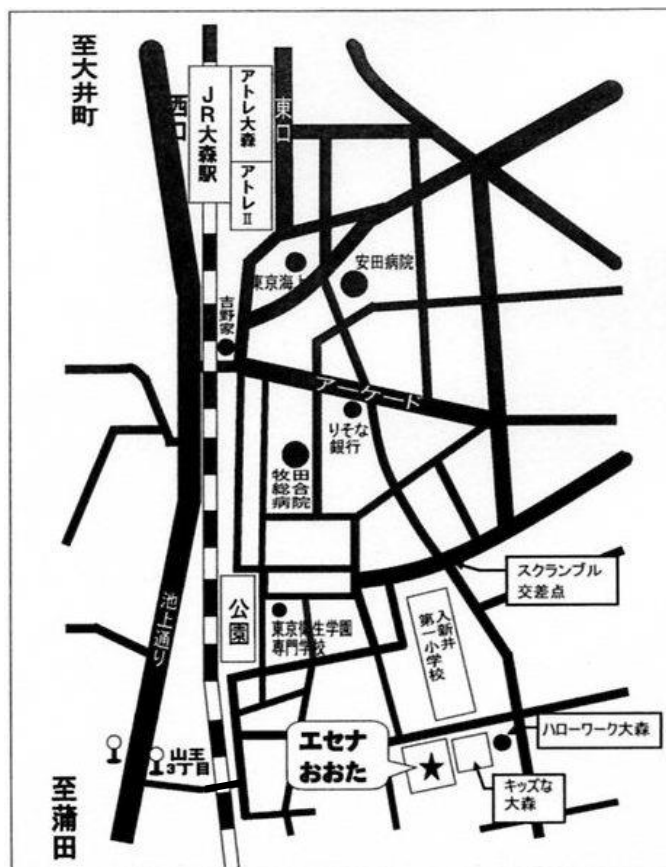 至大井町
西口
JR大森駅
アトレ大森
アトレⅡ
東口
東京海上
安田病院
吉野家
アーケード
りそな
銀行
牧田
総合
病院
スクランブル
交差点
池上通り
公園
東京衛生学園
専門学校
入新井
第一小学校
ハローワーク大森
エセナ
おおた
キッズな
大森
山王
3丁目
至蒲田